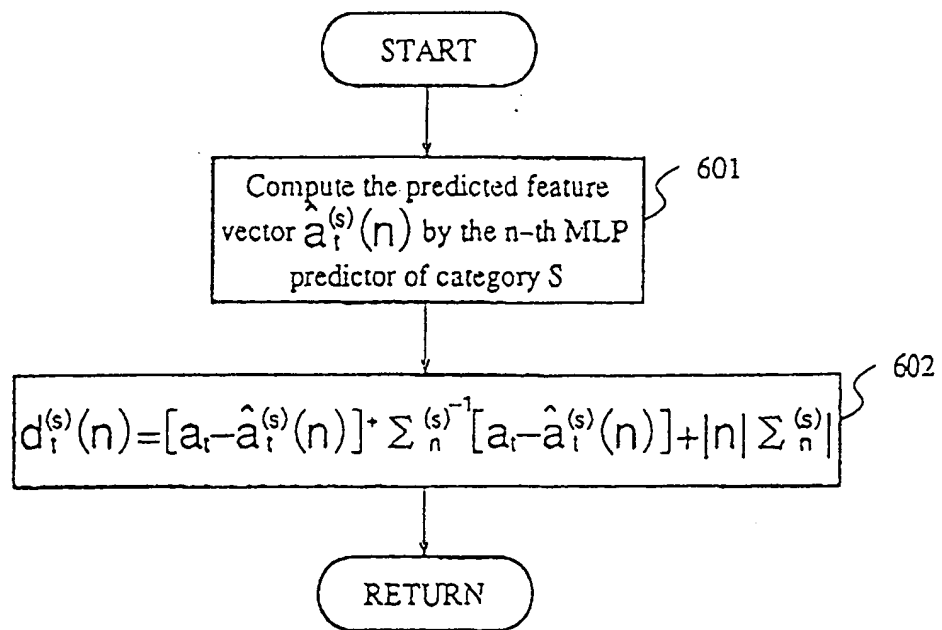 START
Compute the predicted feature
vector â_t^(s)(n) by the n-th MLP
predictor of category S
601
d_t^(s)(n)=[a_t-â_t^(s)(n)]^t Σ_n^(s)^-1[a_t-â_t^(s)(n)]+|n|Σ_n^(s)|
602
RETURN